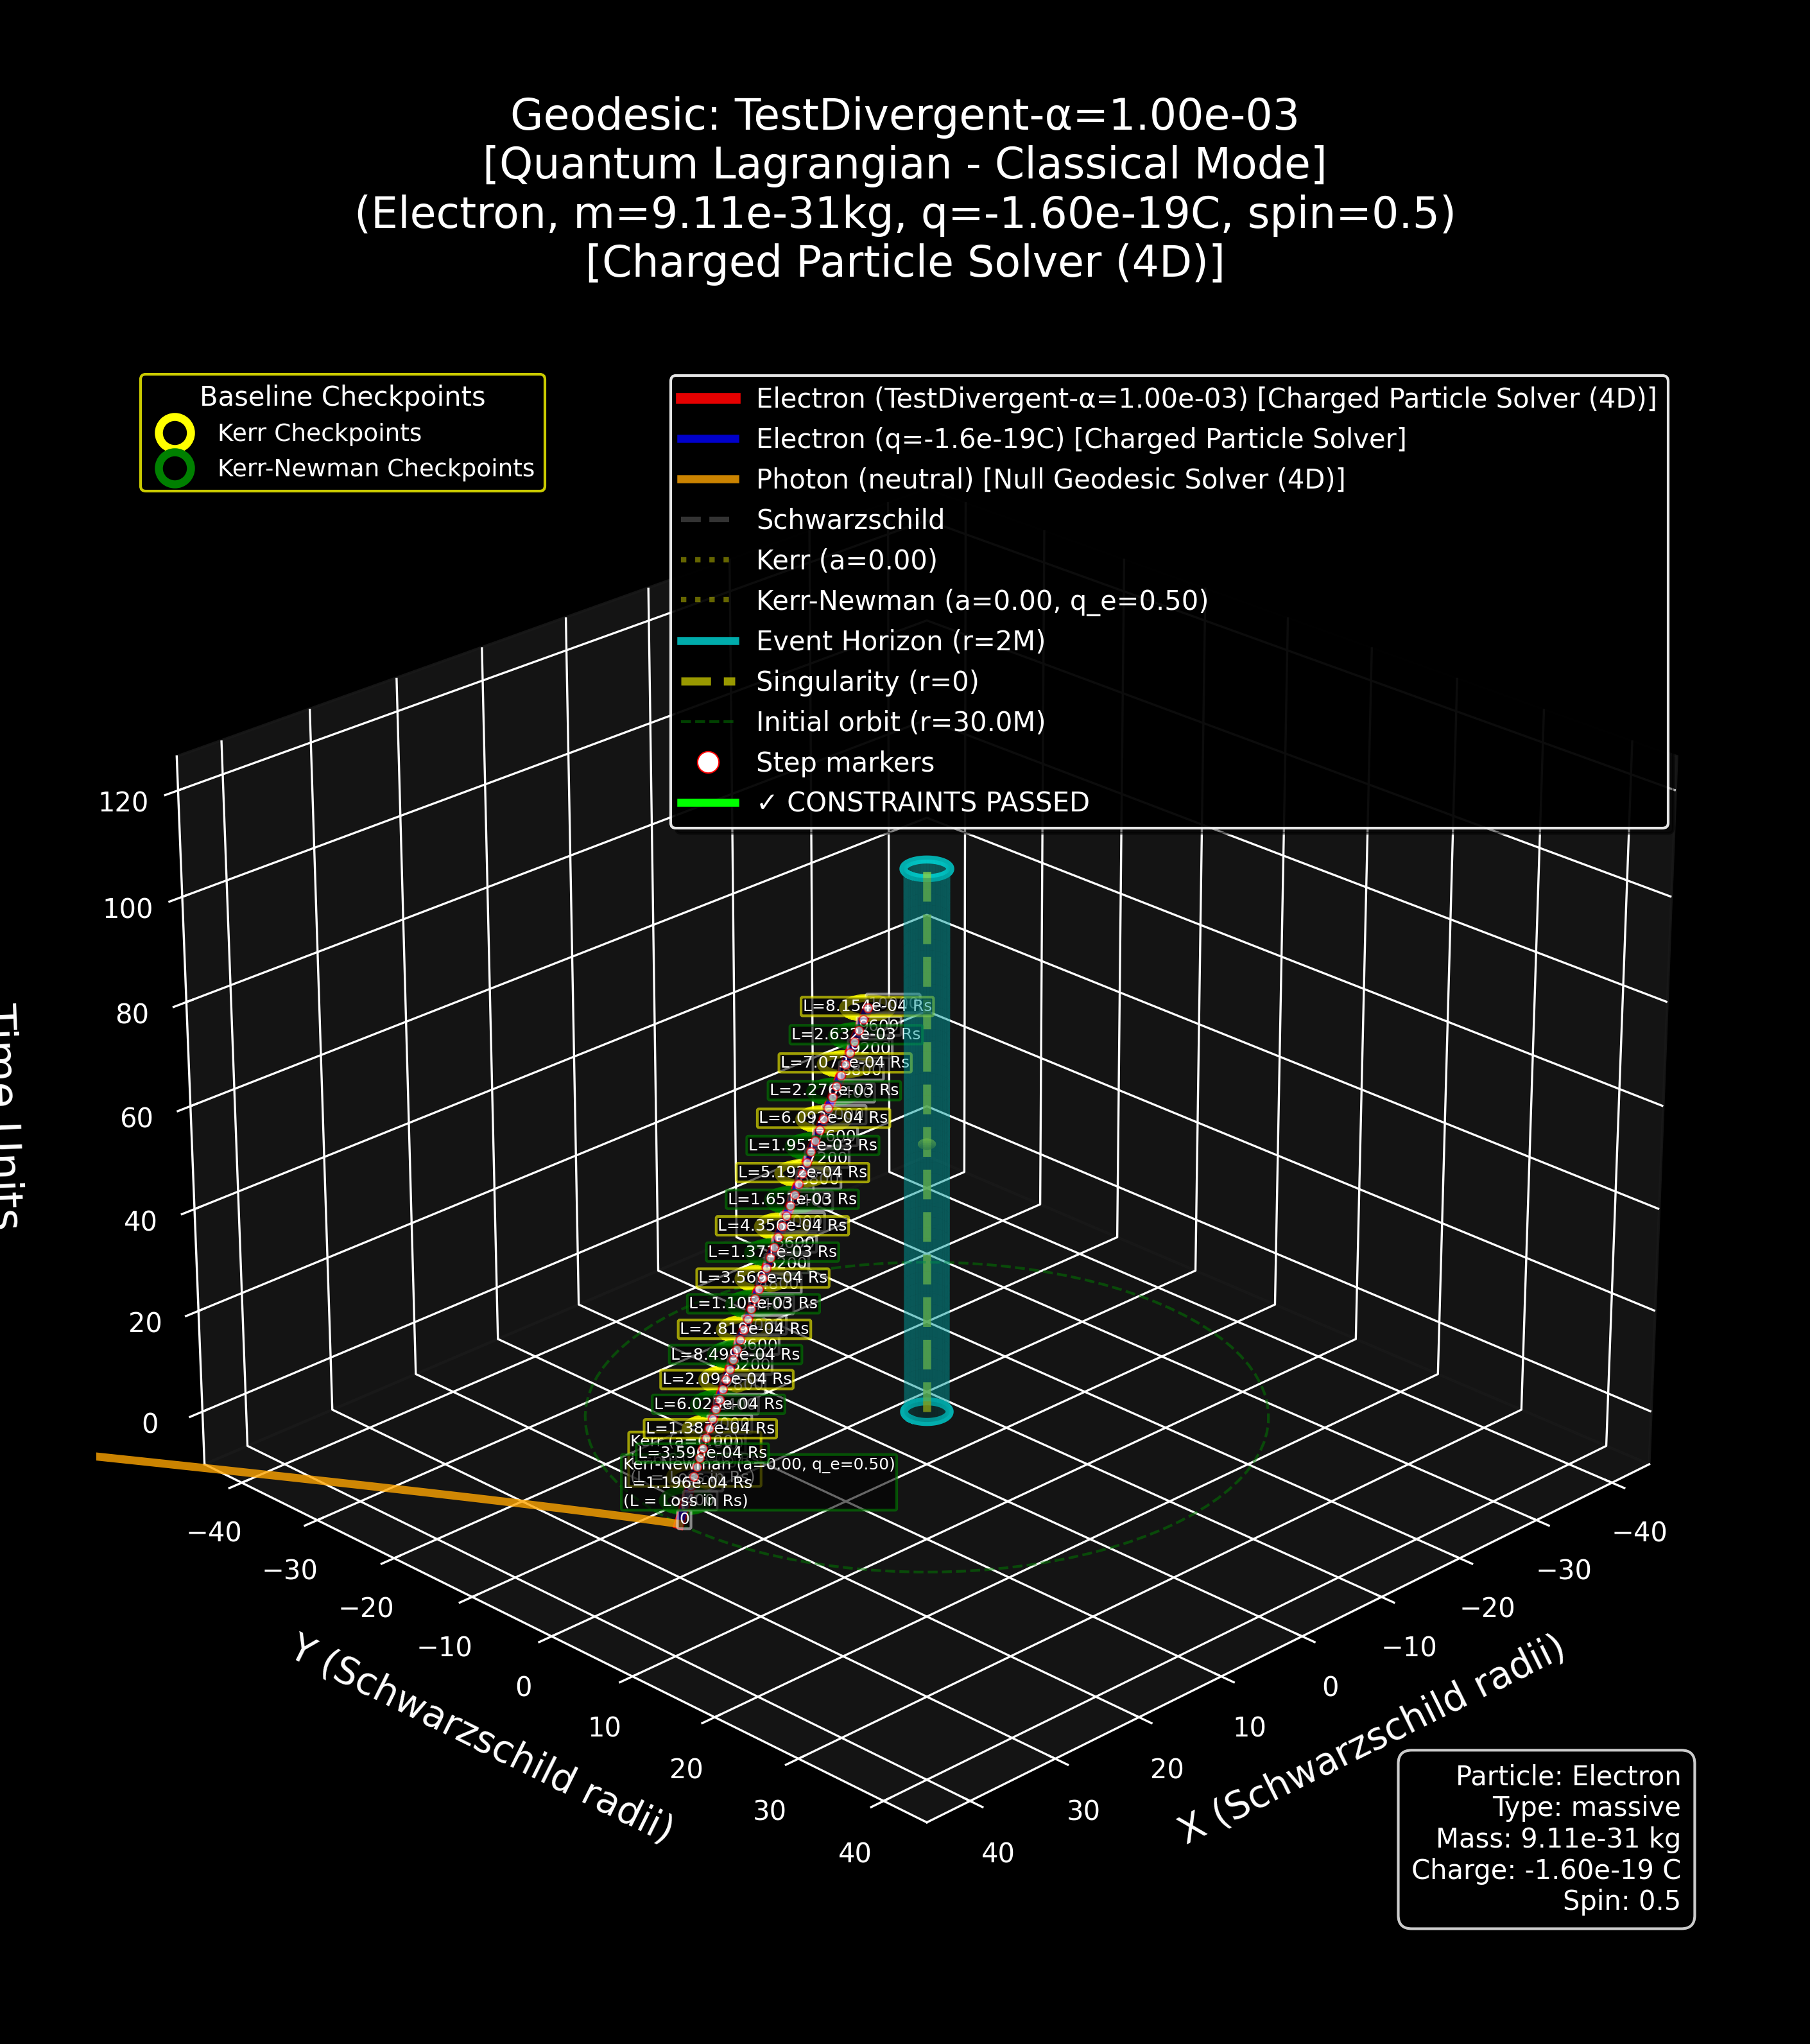 Geodesic: TestDivergent-α=1.00e-03
[Quantum Lagrangian - Classical Mode]
(Electron, m=9.11e-31kg, q=-1.60e-19C, spin=0.5)
[Charged Particle Solver (4D)]
Baseline Checkpoints
Kerr Checkpoints
Kerr-Newman Checkpoints
Electron (TestDivergent-α=1.00e-03) [Charged Particle Solver (4D)]
Electron (q=-1.6e-19C) [Charged Particle Solver]
Photon (neutral) [Null Geodesic Solver (4D)]
Schwarzschild
Kerr (a=0.00)
Kerr-Newman (a=0.00, q_e=0.50)
Event Horizon (r=2M)
Singularity (r=0)
Initial orbit (r=30.0M)
Step markers
✓ CONSTRAINTS PASSED
120
100
80
60
40
20
0
Time Units
L=8.154e-04 Rs
L=2.632e-03 Rs
9200
L=7.073e-04 Rs
L=2.276e-03 Rs
L=6.092e-04 Rs
L=1.951e-03 Rs
7200
L=5.192e-04 Rs
L=1.651e-03 Rs
L=4.356e-04 Rs
L=1.371e-03 Rs
5200
L=3.569e-04 Rs
L=1.105e-03 Rs
L=2.819e-04 Rs
L=8.499e-04 Rs
3200
L=2.094e-04 Rs
L=6.023e-04 Rs
L=1.387e-04 Rs
Kerr (a=0.00)
L=3.596e-04 Rs
Kerr-Newman (a=0.00, q_e=0.50)
L=1.196e-04 Rs
(L = Loss in Rs)
0
−40
−30
−20
−10
0
10
20
30
40
Y (Schwarzschild radii)
−40
−30
−20
−10
0
10
20
30
40
X (Schwarzschild radii)
Particle: Electron
Type: massive
Mass: 9.11e-31 kg
Charge: -1.60e-19 C
Spin: 0.5